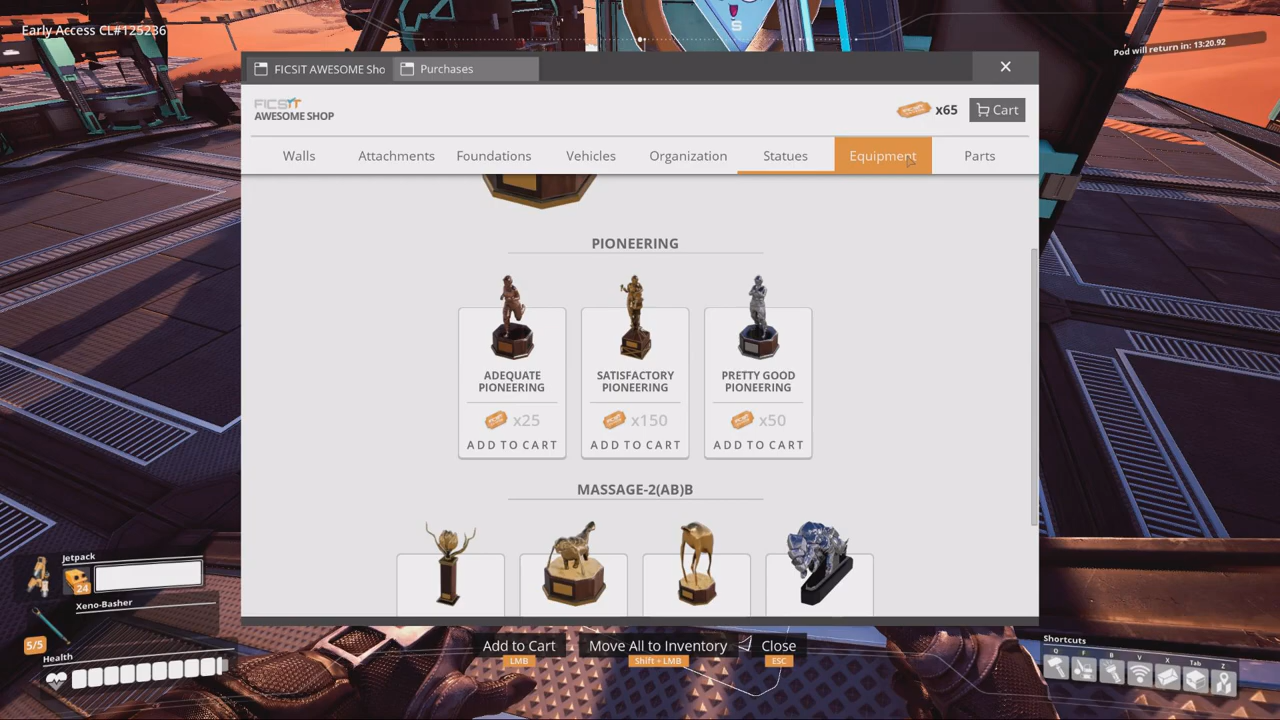 Early Access CL#125236
Pod will return in: 13:20.92
FICSIT AWESOME Sho
Purchases
FICSIT
AWESOME SHOP
x65
Cart
Walls
Attachments
Foundations
Vehicles
Organization
Statues
Equipment
Parts
PIONEERING
ADEQUATE
PIONEERING
x25
ADD TO CART
SATISFACTORY
PIONEERING
x150
ADD TO CART
PRETTY GOOD
PIONEERING
x50
ADD TO CART
MASSAGE-2(AB)B
Jetpack
24
Xeno-Basher
5/5
Health
Add to Cart
LMB
Move All to Inventory
Shift + LMB
Close
ESC
Shortcuts
Q
F
B
V
X
Tab
Z
S